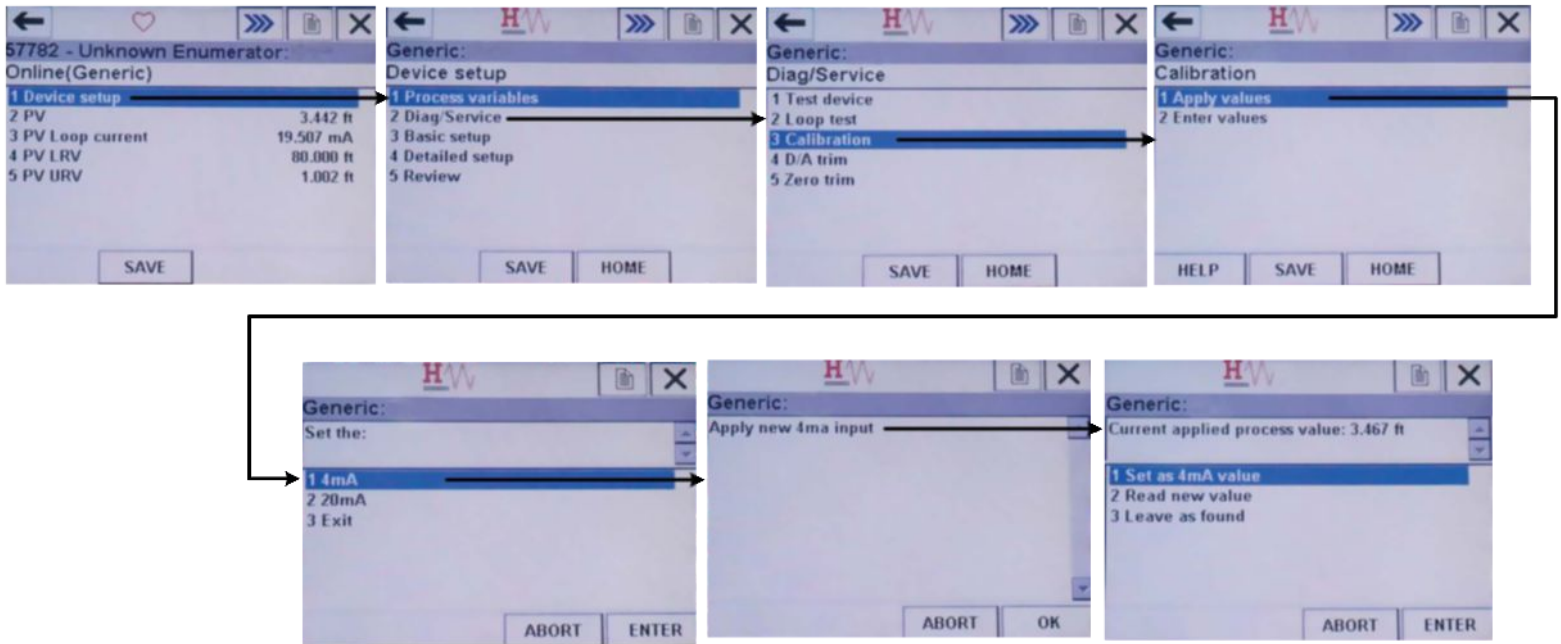 57782 - Unknown Enumerator:
Online(Generic)
1 Device setup
2 PV 3.442 ft
3 PV Loop current 19.507 mA
4 PV LRV 80.000 ft
5 PV URV 1.002 ft
SAVE
H
Generic:
Device setup
1 Process variables
2 Diag/Service
3 Basic setup
4 Detailed setup
5 Review
SAVE HOME
H
Generic:
Diag/Service
1 Test device
2 Loop test
3 Calibration
4 D/A trim
5 Zero trim
SAVE HOME
H
Generic:
Calibration
1 Apply values
2 Enter values
HELP SAVE HOME
H
Generic:
Set the:
1 4mA
2 20mA
3 Exit
ABORT ENTER
H
Generic:
Apply new 4ma input
ABORT OK
H
Generic:
Current applied process value: 3.467 ft
1 Set as 4mA value
2 Read new value
3 Leave as found
ABORT ENTER